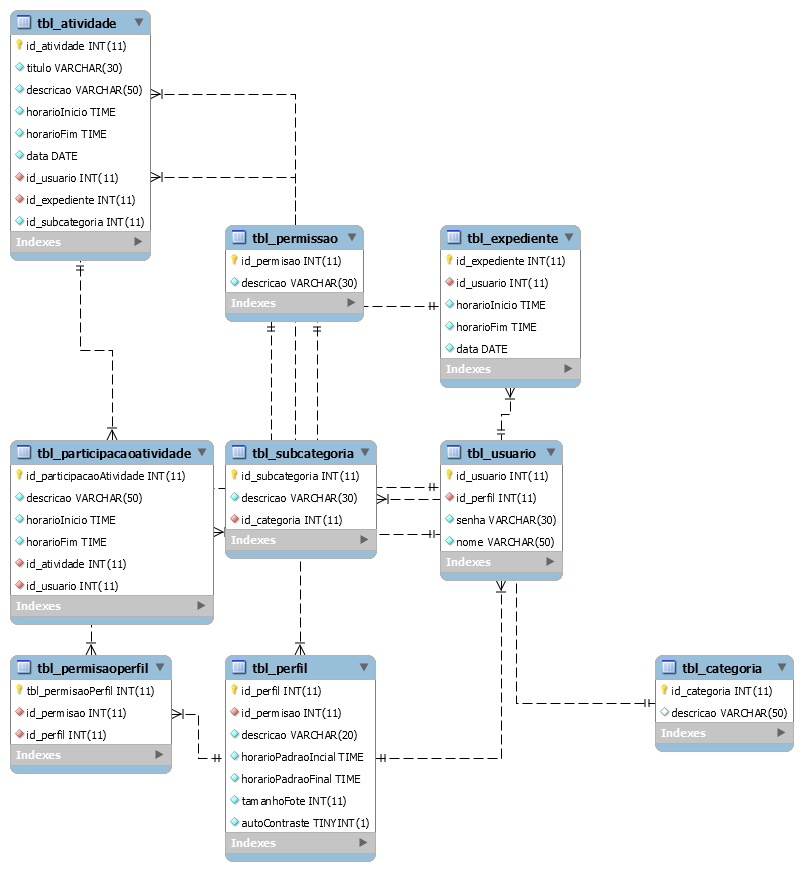 tbl_atividade
id_atividade INT(11)
titulo VARCHAR(30)
descricao VARCHAR(50)
horarioInicio TIME
horarioFim TIME
data DATE
id_usuario INT(11)
id_expediente INT(11)
id_subcategoria INT(11)
Indexes
tbl_permissao
id_permisao INT(11)
descricao VARCHAR(30)
Indexes
tbl_expediente
id_expediente INT(11)
id_usuario INT(11)
horarioInicio TIME
horarioFim TIME
data DATE
Indexes
tbl_participacaoatividade
id_participacaoAtividade INT(11)
descricao VARCHAR(50)
horarioInicio TIME
horarioFim TIME
id_atividade INT(11)
id_usuario INT(11)
Indexes
tbl_subcategoria
id_subcategoria INT(11)
descricao VARCHAR(30)
id_categoria INT(11)
Indexes
tbl_usuario
id_usuario INT(11)
id_perfil INT(11)
senha VARCHAR(30)
nome VARCHAR(50)
Indexes
tbl_permisaoperfil
tbl_permisaoPerfil INT(11)
id_permisao INT(11)
id_perfil INT(11)
Indexes
tbl_perfil
id_perfil INT(11)
id_permisao INT(11)
descricao VARCHAR(20)
horarioPadraoIncial TIME
horarioPadraoFinal TIME
tamanhoFote INT(11)
autoContraste TINYINT(1)
Indexes
tbl_categoria
id_categoria INT(11)
descricao VARCHAR(50)
Indexes